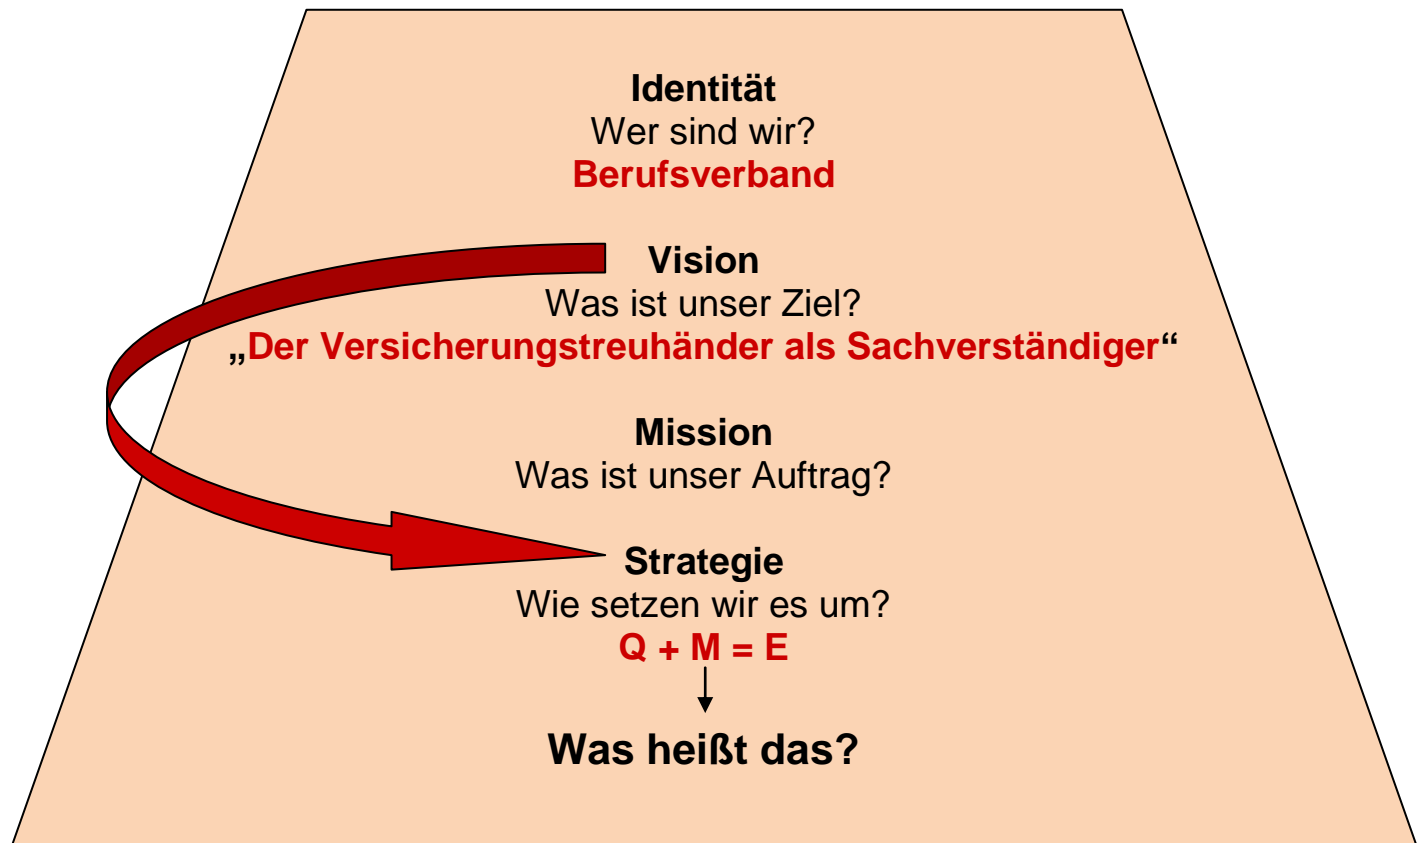 Identität
Wer sind wir?
Berufsverband
Vision
Was ist unser Ziel?
„Der Versicherungstreuhänder als Sachverständiger“
Mission
Was ist unser Auftrag?
Strategie
Wie setzen wir es um?
Q + M = E
Was heißt das?